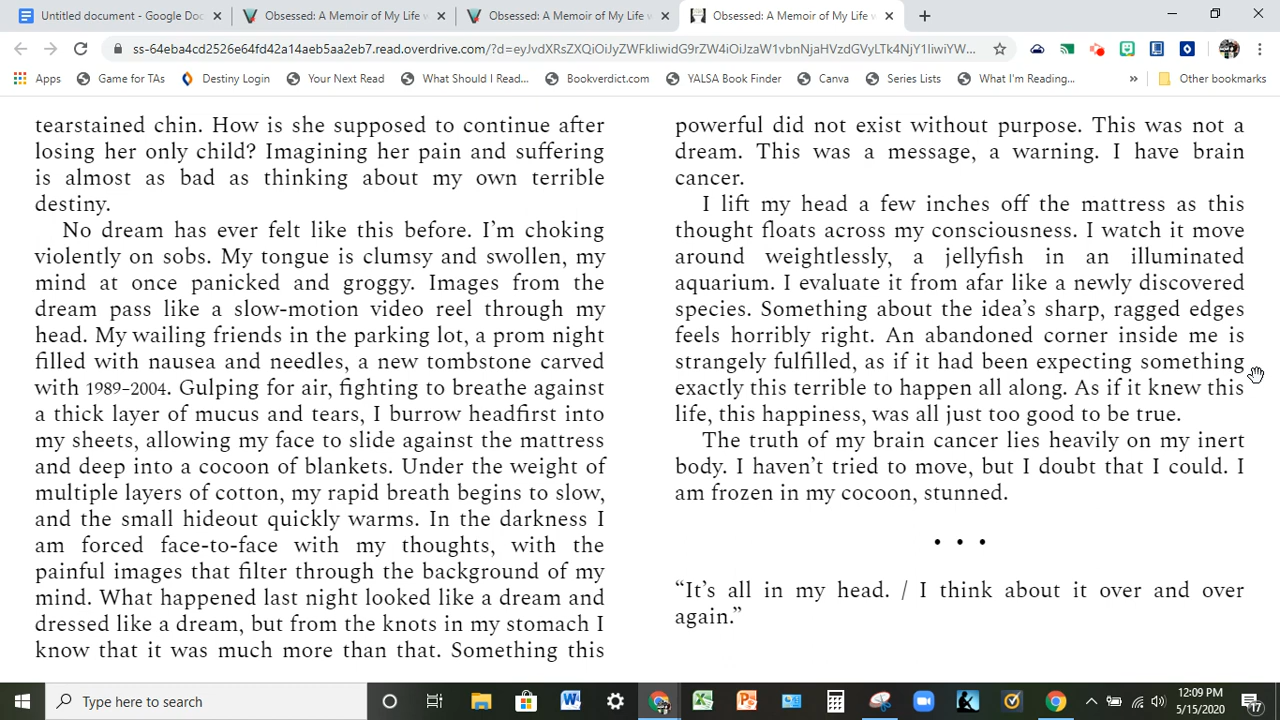 Untitled document - Google Doc
Obsessed: A Memoir of My Life w
Obsessed: A Memoir of My Life w
Obsessed: A Memoir of My Life w
ss-64eba4cd2526e64fd42a14aeb5aa2eb7.read.overdrive.com/?d=eyJvdXRsZXQiOiJyZWFkIiwidG9rZW4iOiJzaW1vbnNjaHVzdGVyLTk4NjY1IiwiYW...
Apps
Game for TAs
Destiny Login
Your Next Read
What Should I Read...
Bookverdict.com
YALSA Book Finder
Canva
Series Lists
What I'm Reading...
»
Other bookmarks
tearstained chin. How is she supposed to continue after
losing her only child? Imagining her pain and suffering
is almost as bad as thinking about my own terrible
destiny.
No dream has ever felt like this before. I’m choking
violently on sobs. My tongue is clumsy and swollen, my
mind at once panicked and groggy. Images from the
dream pass like a slow-motion video reel through my
head. My wailing friends in the parking lot, a prom night
filled with nausea and needles, a new tombstone carved
with 1989–2004. Gulping for air, fighting to breathe against
a thick layer of mucus and tears, I burrow headfirst into
my sheets, allowing my face to slide against the mattress
and deep into a cocoon of blankets. Under the weight of
multiple layers of cotton, my rapid breath begins to slow,
and the small hideout quickly warms. In the darkness I
am forced face-to-face with my thoughts, with the
painful images that filter through the background of my
mind. What happened last night looked like a dream and
dressed like a dream, but from the knots in my stomach I
know that it was much more than that. Something this
powerful did not exist without purpose. This was not a
dream. This was a message, a warning. I have brain
cancer.
I lift my head a few inches off the mattress as this
thought floats across my consciousness. I watch it move
around weightlessly, a jellyfish in an illuminated
aquarium. I evaluate it from afar like a newly discovered
species. Something about the idea’s sharp, ragged edges
feels horribly right. An abandoned corner inside me is
strangely fulfilled, as if it had been expecting something
exactly this terrible to happen all along. As if it knew this
life, this happiness, was all just too good to be true.
The truth of my brain cancer lies heavily on my inert
body. I haven’t tried to move, but I doubt that I could. I
am frozen in my cocoon, stunned.
• • •
“It’s all in my head. / I think about it over and over
again.”
Type here to search
12:09 PM
5/15/2020
17